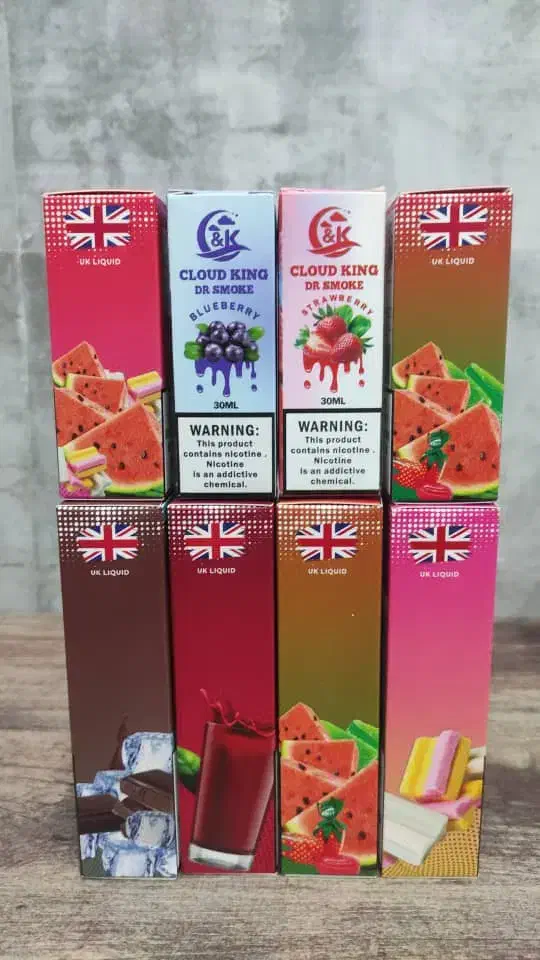 UK LIQUID
&K
CLOUD KING
DR SMOKE
BLUEBERRY
30ML
WARNING:
This product
contains nicotine .
Nicotine
is an addictive
chemical.
&K
CLOUD KING
DR SMOKE
STRAWBERRY
30ML
WARNING:
This product
contains nicotine .
Nicotine
is an addictive
chemical.
UK LIQUID
UK LIQUID
UK LIQUID
UK LIQUID
UK LIQUID